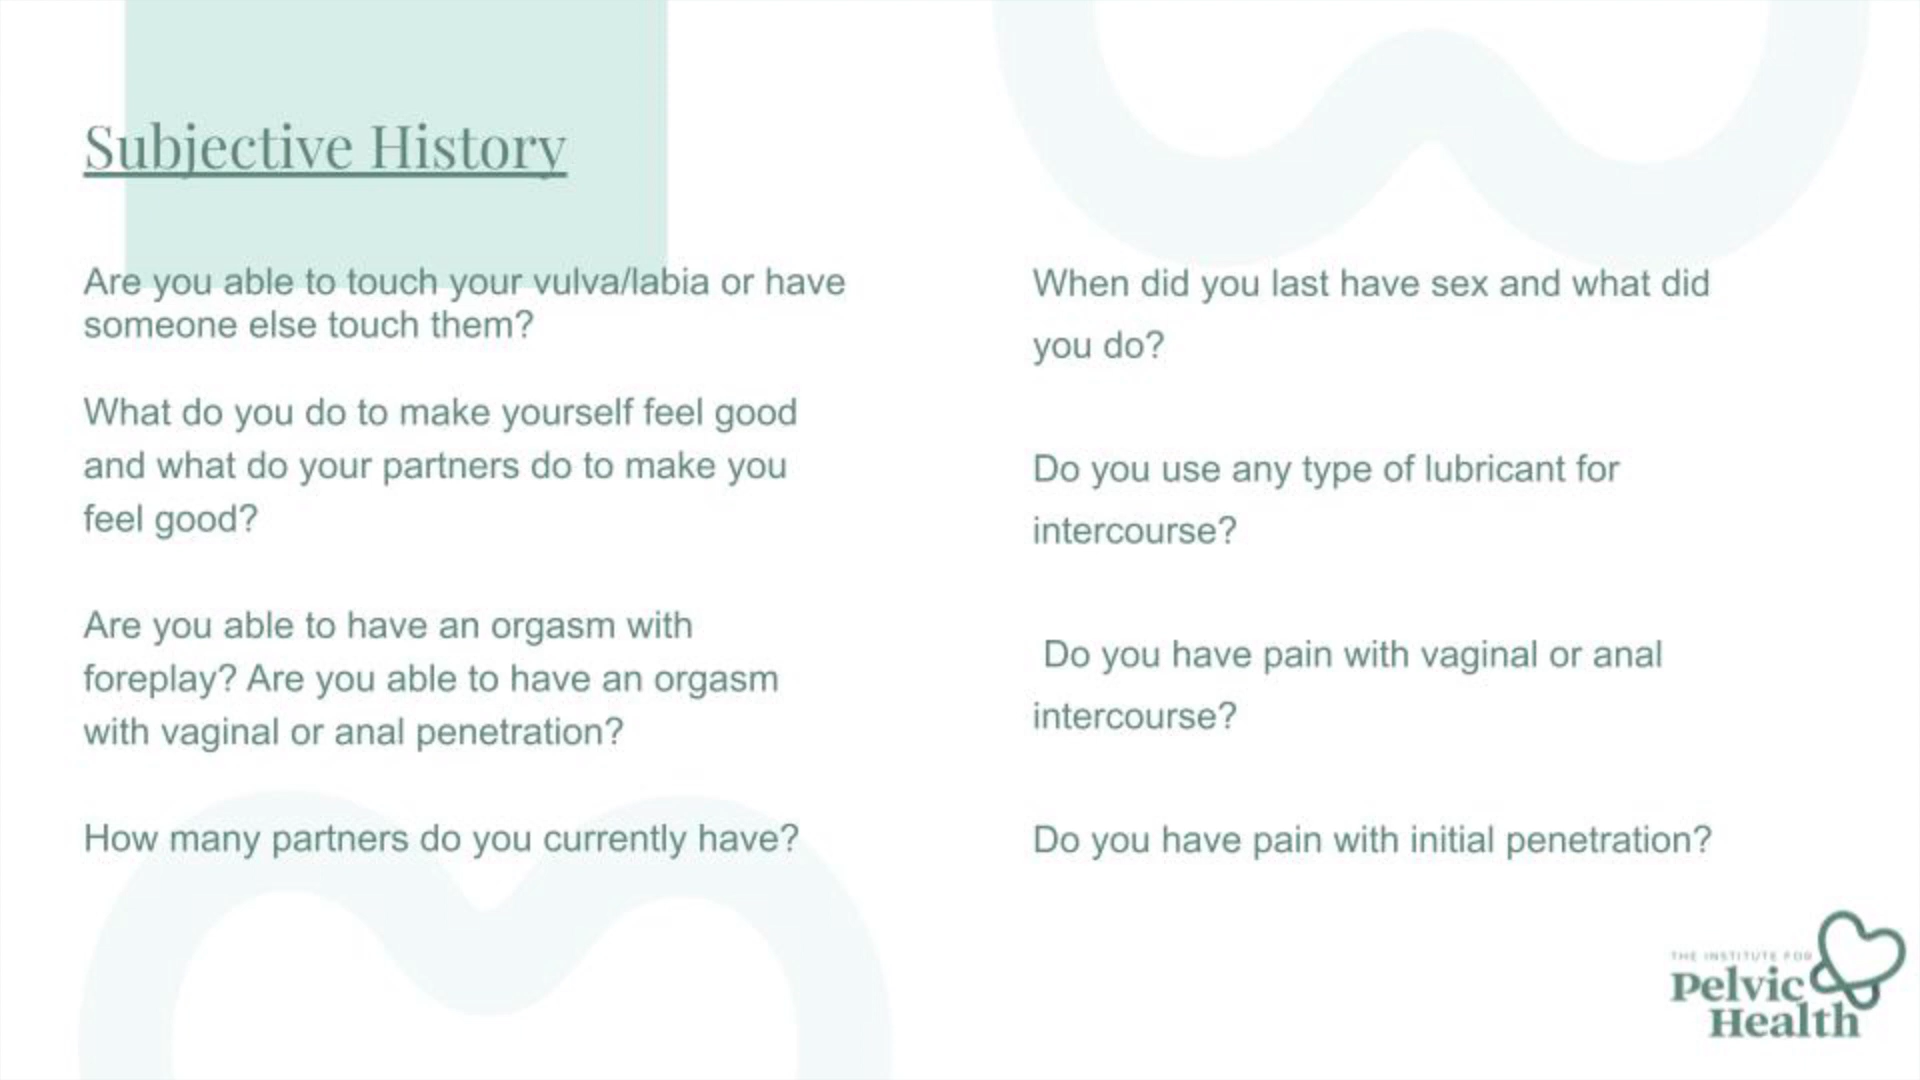 Subjective History
Are you able to touch your vulva/labia or have
someone else touch them?
What do you do to make yourself feel good
and what do your partners do to make you
feel good?
Are you able to have an orgasm with
foreplay? Are you able to have an orgasm
with vaginal or anal penetration?
How many partners do you currently have?
When did you last have sex and what did
you do?
Do you use any type of lubricant for
intercourse?
Do you have pain with vaginal or anal
intercourse?
Do you have pain with initial penetration?
THE INSTITUTE FOR
Pelvic
Health